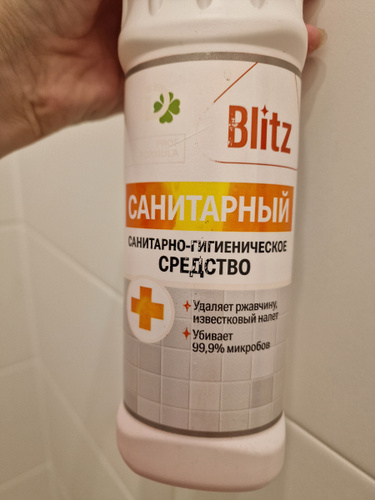 Blitz
САНИТАРНЫЙ
САНИТАРНО-ГИГИЕНИЧЕСКОЕ
СРЕДСТВО
Удаляет ржавчину,
известковый налет
Убивает
99,9% микробов